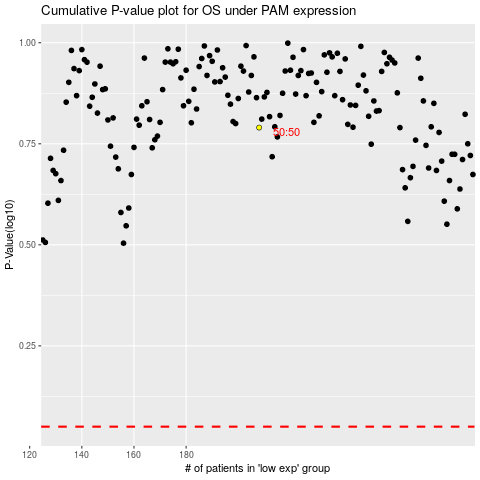 Cumulative P-value plot for OS under PAM expression
1.00
0.75
50:50
0.50
0.25
P-Value(log10)
120 140 160 180
# of patients in 'low exp' group